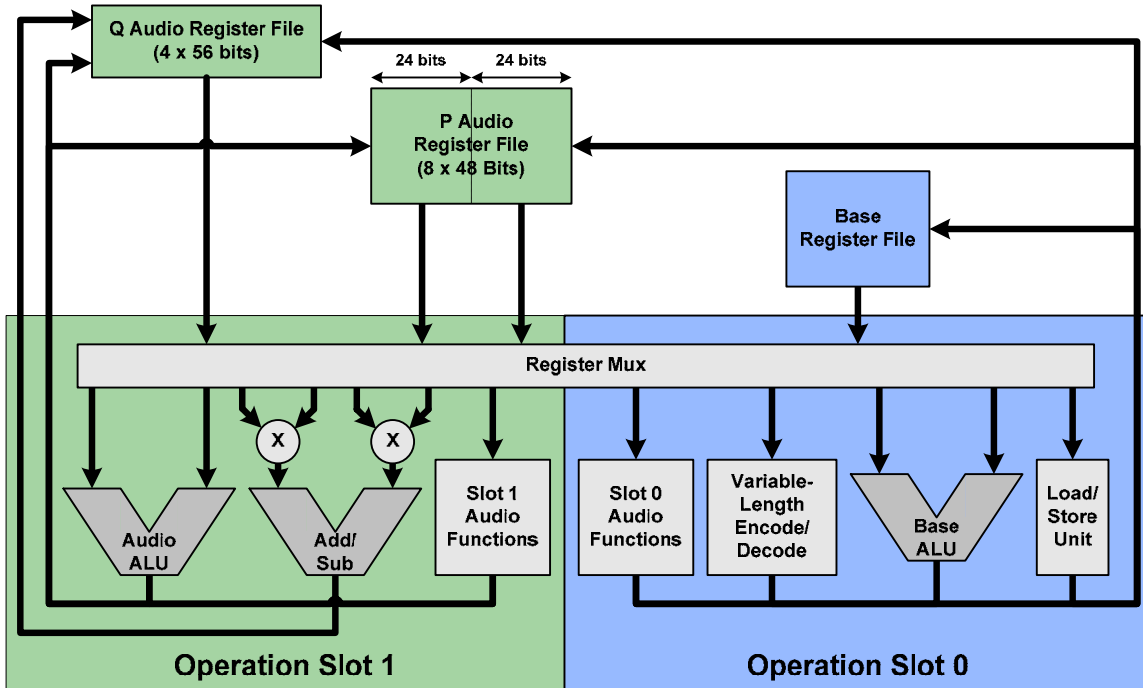 Q Audio Register File
(4 x 56 bits)
24 bits
24 bits
P Audio
Register File
(8 x 48 Bits)
Base
Register File
Register Mux
X
X
Audio
ALU
Add/
Sub
Slot 1
Audio
Functions
Slot 0
Audio
Functions
Variable-
Length
Encode/
Decode
Base
ALU
Load/
Store
Unit
Operation Slot 1
Operation Slot 0